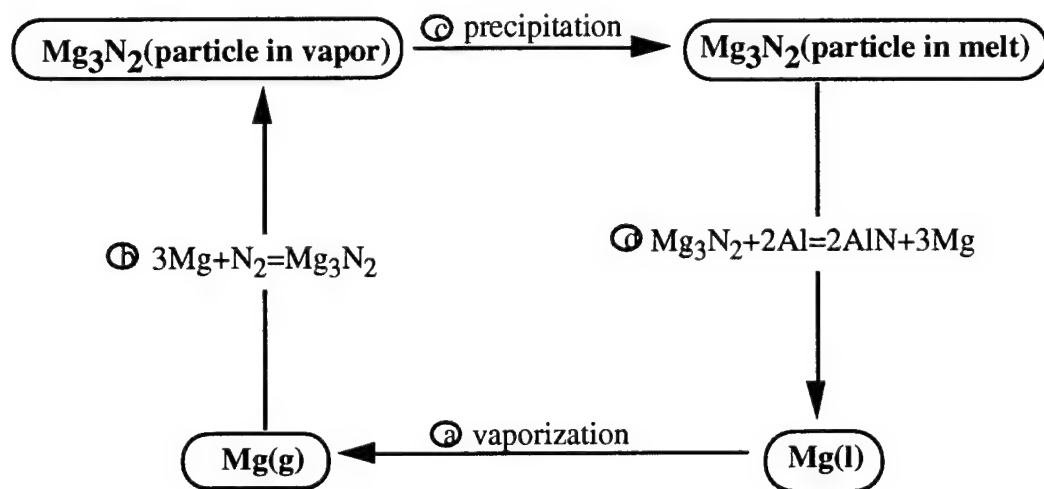 Mg₃N₂(particle in vapor)
ⓒ precipitation
Mg₃N₂(particle in melt)
ⓑ 3Mg+N₂=Mg₃N₂
ⓓ Mg₃N₂+2Al=2AlN+3Mg
Mg(g)
ⓐ vaporization
Mg(l)